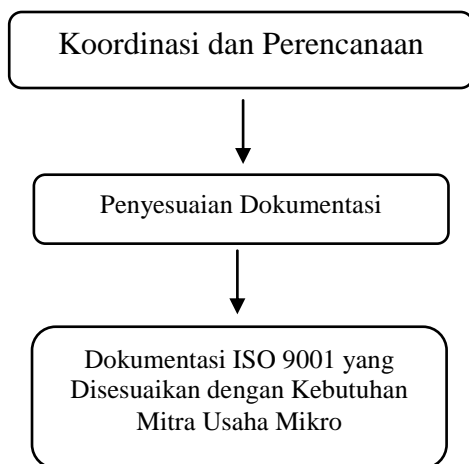 Koordinasi dan Perencanaan
Penyesuaian Dokumentasi
Dokumentasi ISO 9001 yang
Disesuaikan dengan Kebutuhan
Mitra Usaha Mikro